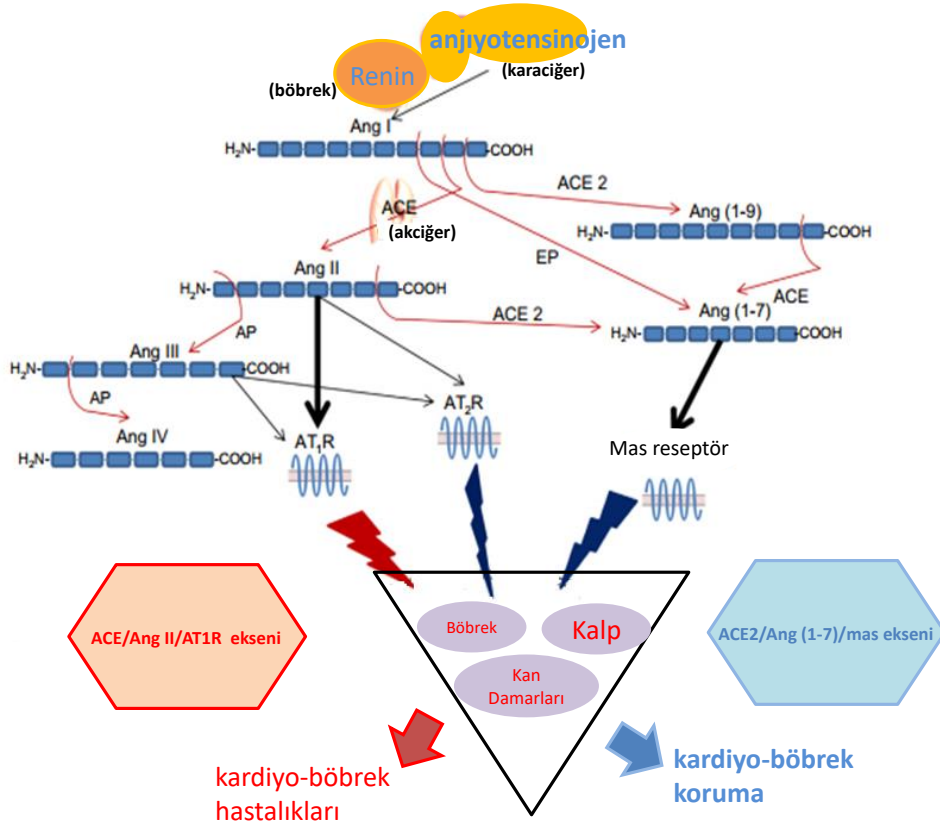 anjıyotensinojen
(karaciğer)
Renin
(böbrek)
Ang I
H₂N-
-COOH
ACE 2
ACE
(akciğer)
Ang (1-9)
H₂N-
-COOH
EP
ACE
Ang II
H₂N-
-COOH
ACE 2
Ang (1-7)
H₂N-
-COOH
AP
Ang III
H₂N-
-COOH
AP
Ang IV
H₂N-
-COOH
AT₁R
AT₂R
Mas reseptör
ACE/Ang II/AT1R ekseni
Böbrek
Kalp
Kan
Damarları
ACE2/Ang (1-7)/mas ekseni
kardiyo-böbrek
hastalıkları
kardiyo-böbrek
koruma